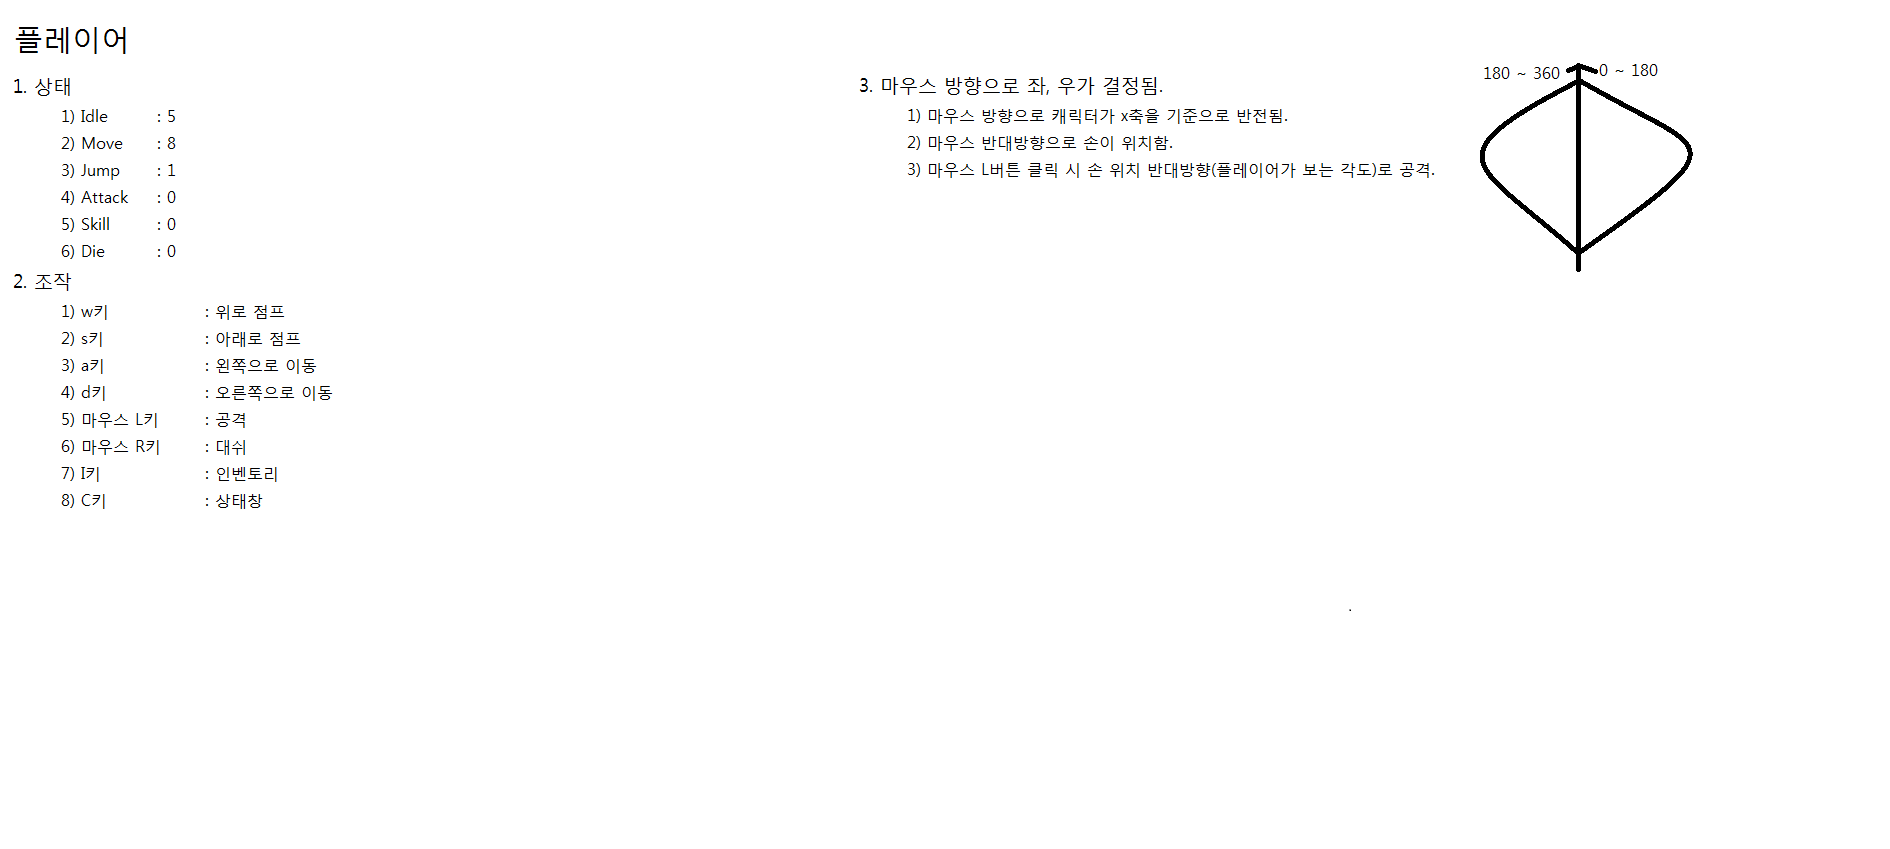 플레이어
1. 상태
1) Idle : 5
2) Move : 8
3) Jump : 1
4) Attack : 0
5) Skill : 0
6) Die : 0
2. 조작
1) w키 : 위로 점프
2) s키 : 아래로 점프
3) a키 : 왼쪽으로 이동
4) d키 : 오른쪽으로 이동
5) 마우스 L키 : 공격
6) 마우스 R키 : 대쉬
7) I키 : 인벤토리
8) C키 : 상태창
3. 마우스 방향으로 좌, 우가 결정됨.
1) 마우스 방향으로 캐릭터가 x축을 기준으로 반전됨.
2) 마우스 반대방향으로 손이 위치함.
3) 마우스 L버튼 클릭 시 손 위치 반대방향(플레이어가 보는 각도)로 공격.
180 ~ 360
0 ~ 180
.